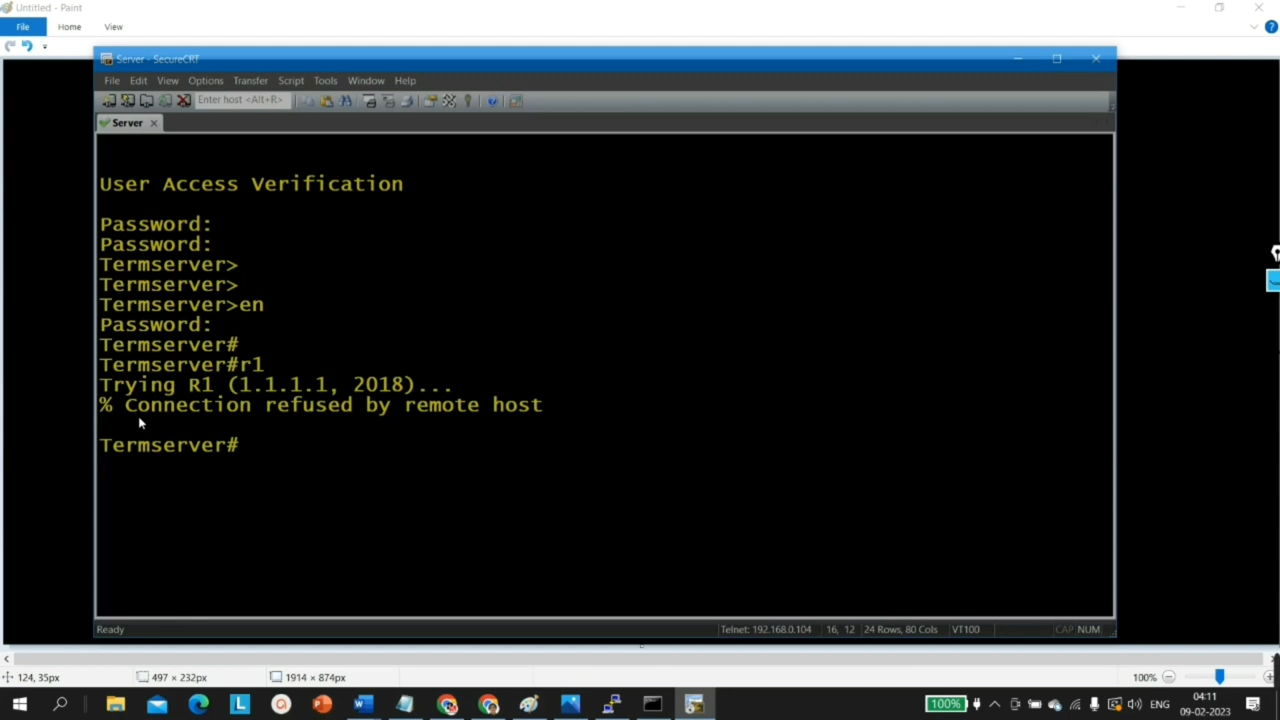 Untitled - Paint
File Home View
Server - SecureCRT
File Edit View Options Transfer Script Tools Window Help
Enter host <Alt+R>
Server
User Access Verification
Password:
Password:
Termserver>
Termserver>
Termserver>en
Password:
Termserver#
Termserver#r1
Trying R1 (1.1.1.1, 2018)...
% Connection refused by remote host
Termserver#
Ready Telnet: 192.168.0.104 16, 12 24 Rows, 80 Cols VT100 CAP NUM
124, 35px 497 × 232px 1914 × 874px 100%
100% ENG 04:11
09-02-2023